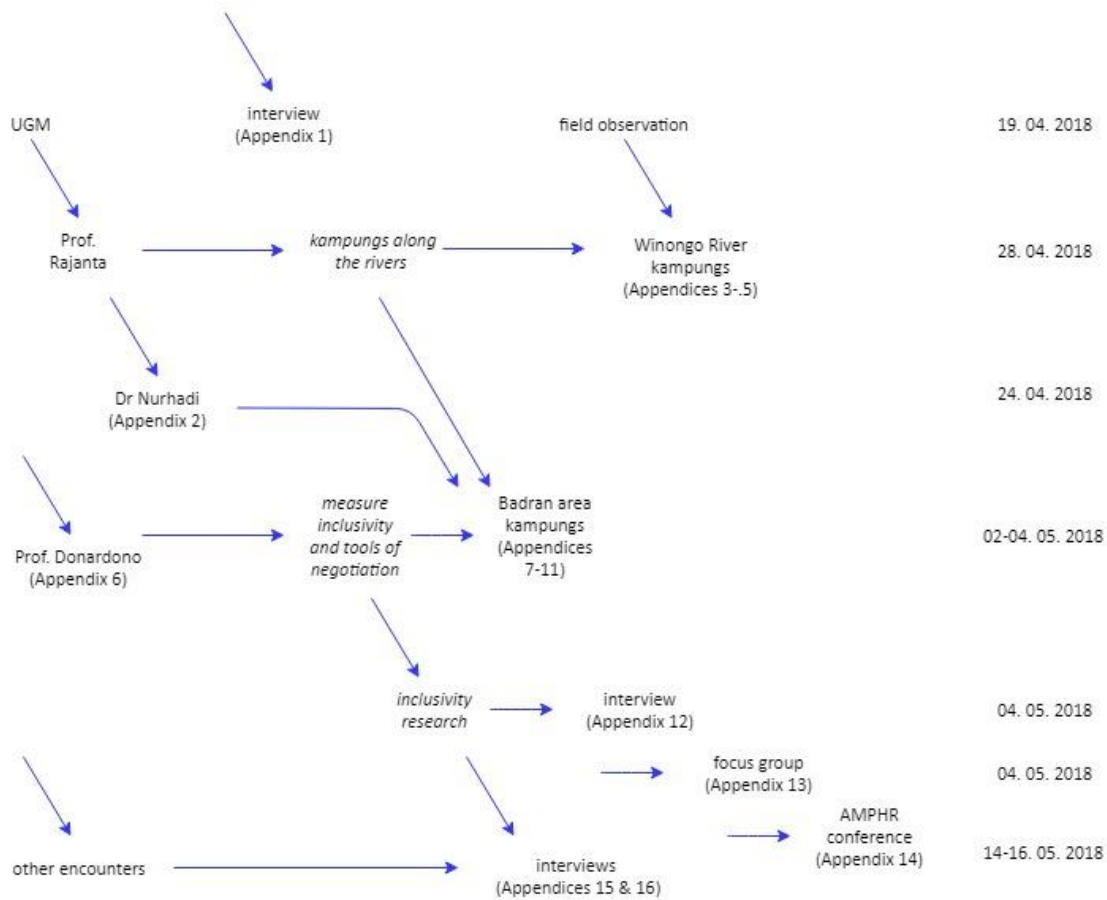 interview
(Appendix 1)
UGM
field observation
19. 04. 2018
Prof.
Rajanta
kampungs along
the rivers
Winongo River
kampungs
(Appendices 3-.5)
28. 04. 2018
Dr Nurhadi
(Appendix 2)
24. 04. 2018
measure
inclusivity
and tools of
negotiation
Badran area
kampungs
(Appendices
7-11)
02-04. 05. 2018
Prof. Donardono
(Appendix 6)
inclusivity
research
interview
(Appendix 12)
04. 05. 2018
focus group
(Appendix 13)
04. 05. 2018
AMPHR
conference
(Appendix 14)
14-16. 05. 2018
other encounters
interviews
(Appendices 15 & 16)